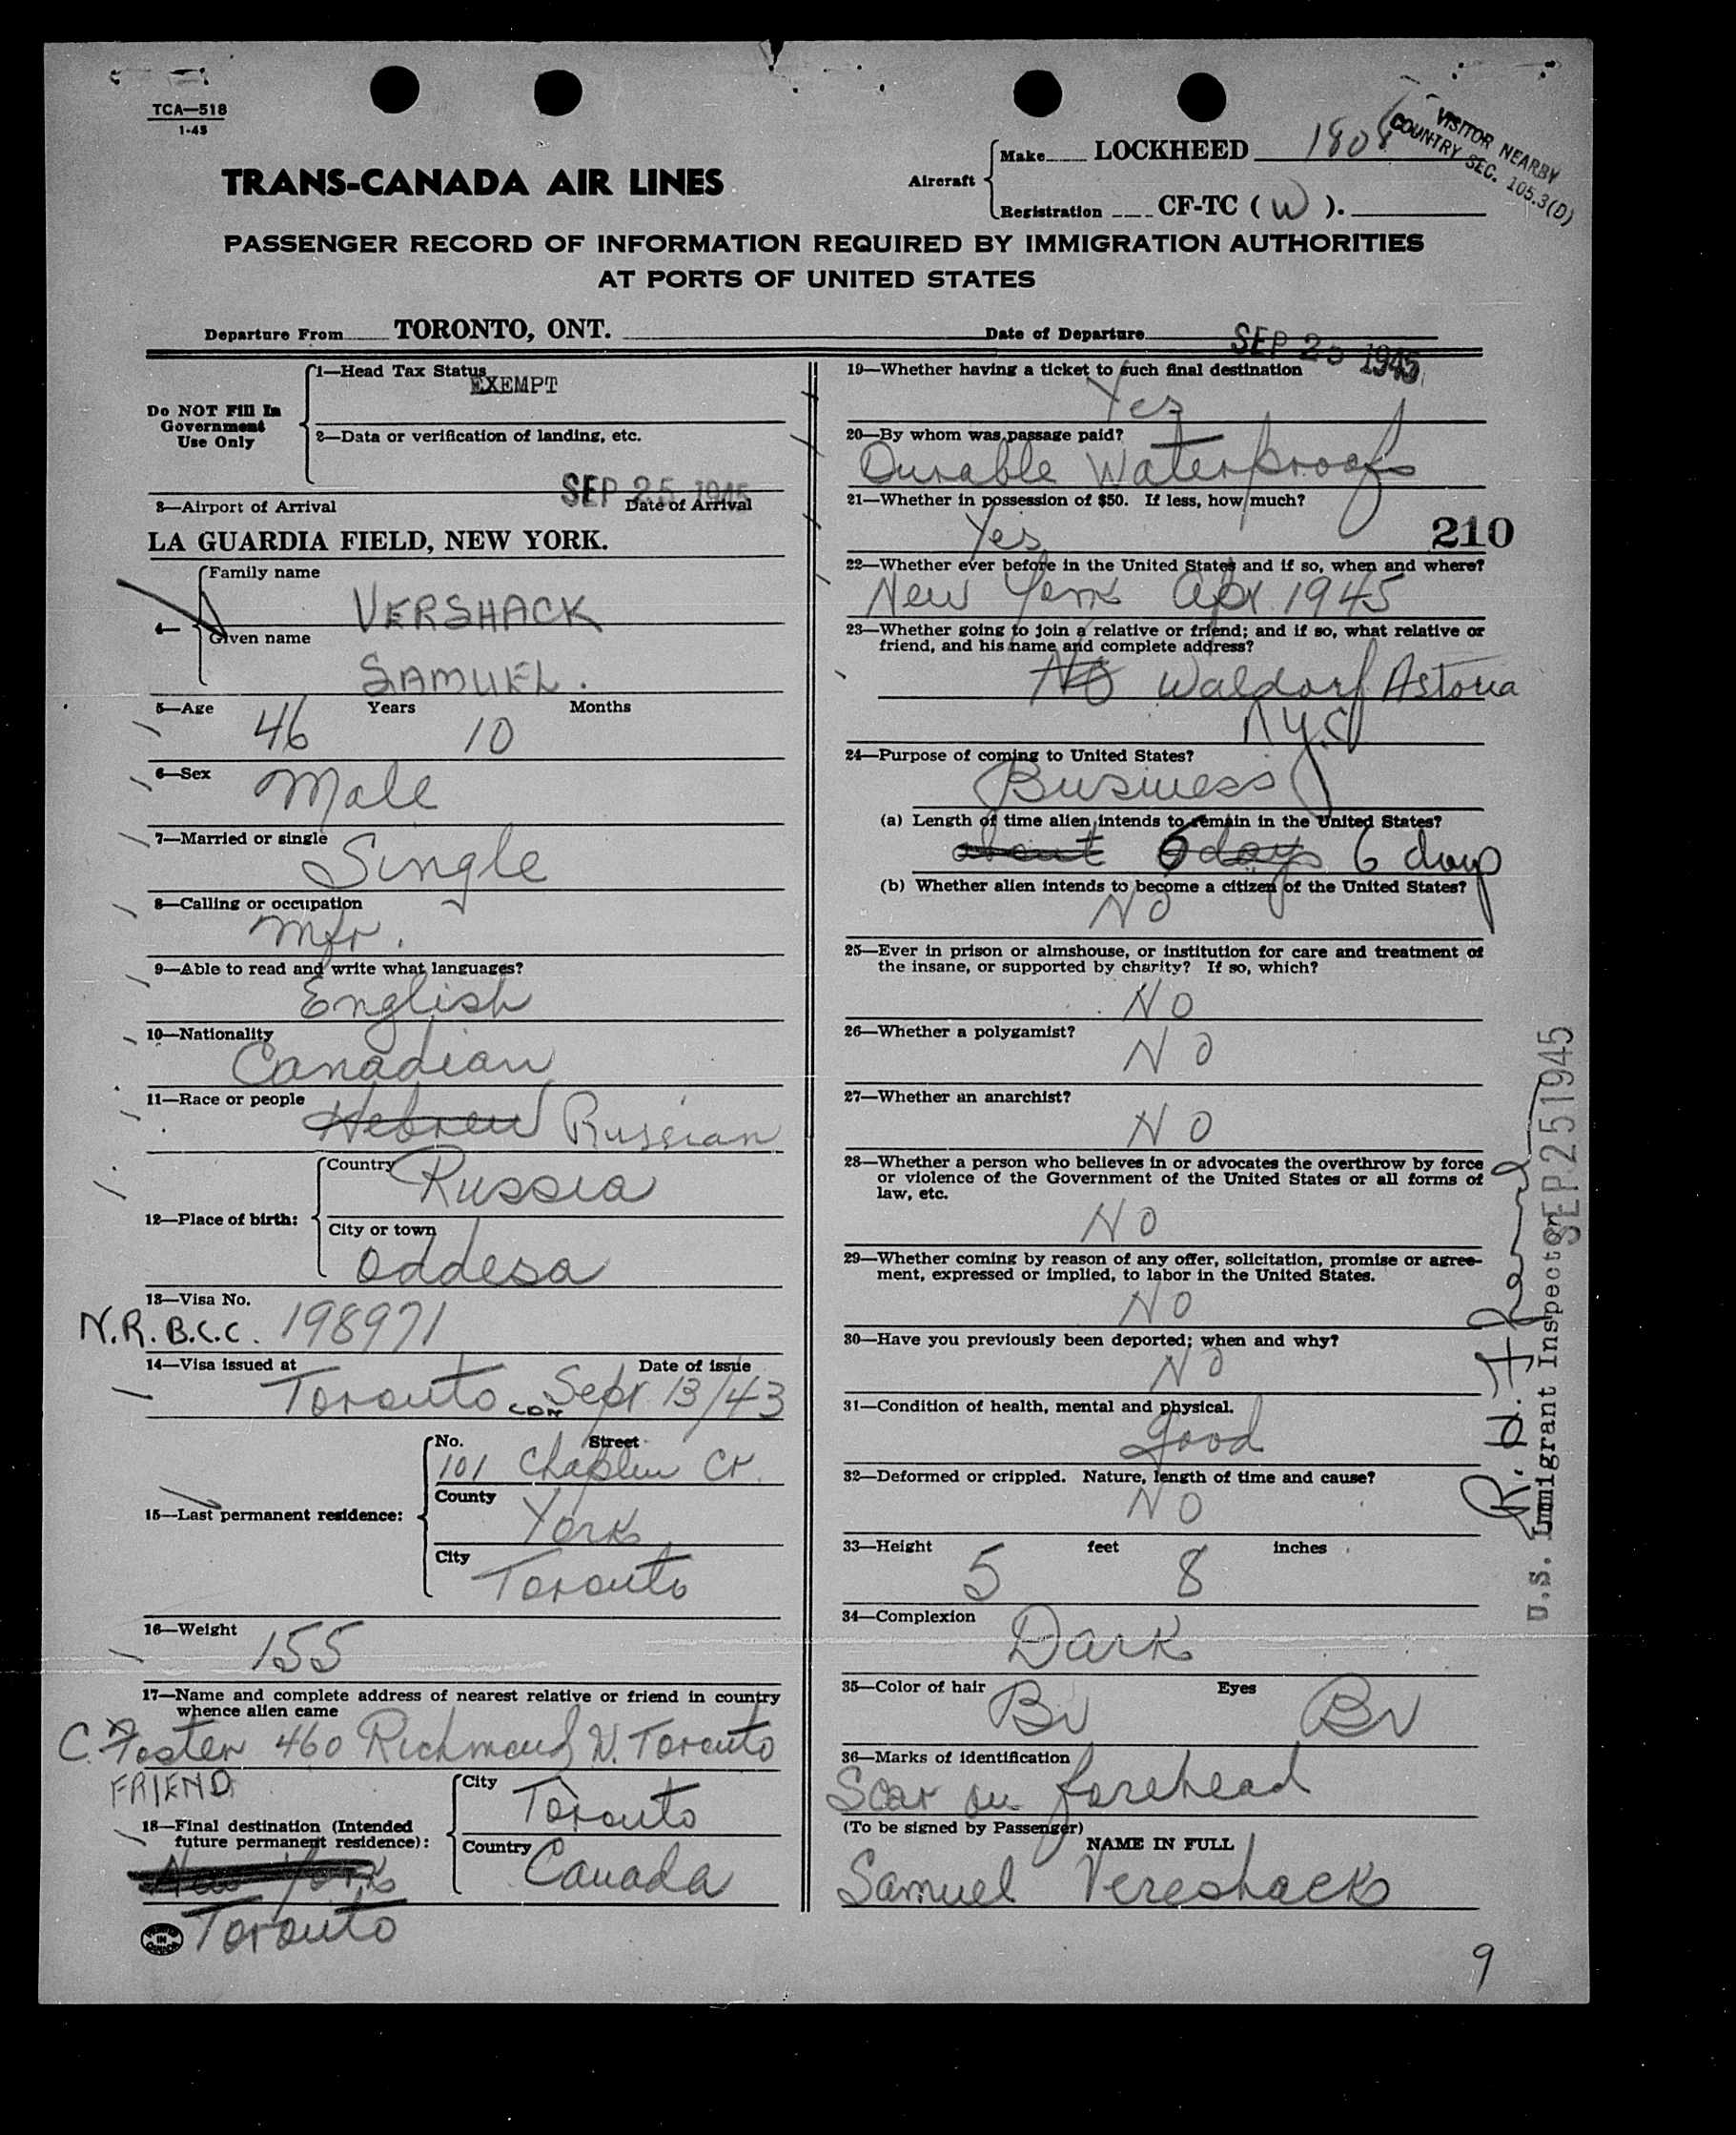 TCA—518
1-45
VISITOR NEARBY
COUNTRY SEC. 105.3(D)
TRANS-CANADA AIR LINES
Aircraft
Make LOCKHEED 1808
Registration CF-TC ( W ).
PASSENGER RECORD OF INFORMATION REQUIRED BY IMMIGRATION AUTHORITIES
AT PORTS OF UNITED STATES
Departure From TORONTO, ONT.
Date of Departure SEP 25 1945
Do NOT Fill In
Government
Use Only
1—Head Tax Status
EXEMPT
2—Data or verification of landing, etc.
SEP 25 1945
3—Airport of Arrival Date of Arrival
LA GUARDIA FIELD, NEW YORK.
4—
Family name
VERSHACK
Given name
SAMUEL.
5—Age 46 Years 10 Months
6—Sex
Male
7—Married or single
Single
8—Calling or occupation
Mfr.
9—Able to read and write what languages?
English
10—Nationality
Canadian
11—Race or people
Hebrew Russian
12—Place of birth:
Country
Russia
City or town
Oddesa
13—Visa No.
N.R.B.C.C. 198971
14—Visa issued at Date of issue
Toronto Sept 13/43
15—Last permanent residence:
No. Street
101 Chaplin Cr.
County
York
City
Toronto
16—Weight
155
17—Name and complete address of nearest relative or friend in country
whence alien came
C. Foster 460 Richmond W. Toronto
FRIEND
18—Final destination (Intended
future permanent residence):
New York
Toronto
City
Toronto
Country
Canada
PRINTED
IN
CANADA
19—Whether having a ticket to such final destination
Yes
20—By whom was passage paid?
Durable Waterproof
21—Whether in possession of $50. If less, how much?
Yes
210
22—Whether ever before in the United States and if so, when and where?
New York Apr 1945
23—Whether going to join a relative or friend; and if so, what relative or
friend, and his name and complete address?
No Waldorf Astoria
N.Y.C
24—Purpose of coming to United States?
Business
(a) Length of time alien intends to remain in the United States?
about 6 days 6 days
(b) Whether alien intends to become a citizen of the United States?
NO
25—Ever in prison or almshouse, or institution for care and treatment of
the insane, or supported by charity? If so, which?
NO
26—Whether a polygamist?
NO
27—Whether an anarchist?
NO
28—Whether a person who believes in or advocates the overthrow by force
or violence of the Government of the United States or all forms of
law, etc.
NO
29—Whether coming by reason of any offer, solicitation, promise or agree-
ment, expressed or implied, to labor in the United States.
NO
30—Have you previously been deported; when and why?
NO
31—Condition of health, mental and physical.
good
32—Deformed or crippled. Nature, length of time and cause?
NO
33—Height 5 feet 8 inches
34—Complexion
Dark
35—Color of hair Br Eyes Br
36—Marks of identification
Scar on forehead
(To be signed by Passenger)
NAME IN FULL
Samuel Vereshack
9
R. H.
U.S. Immigrant Inspector
SEP 25 1945